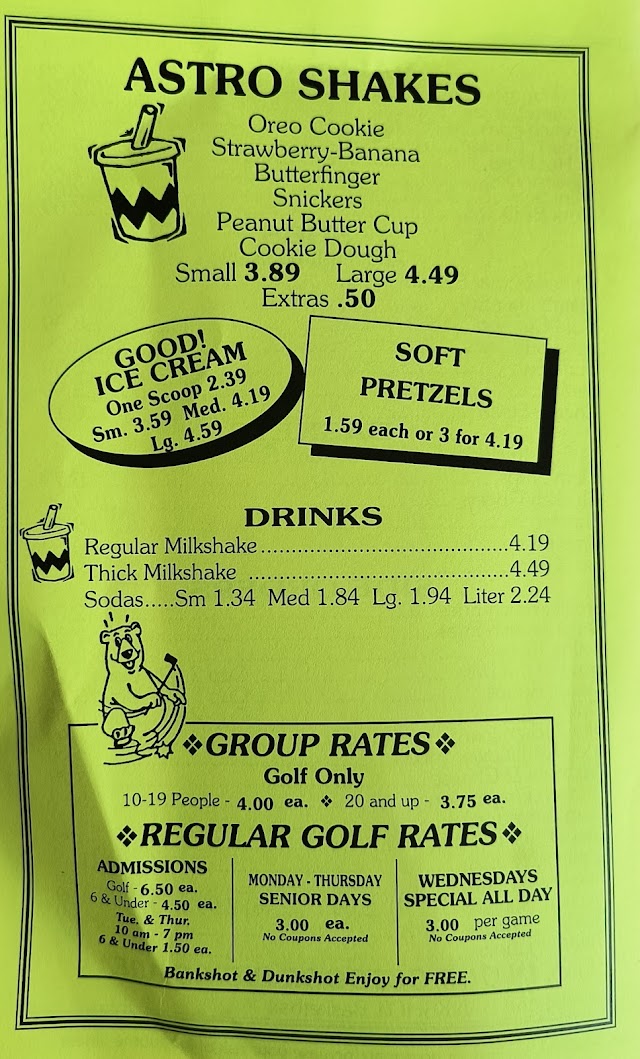 ASTRO SHAKES
Oreo Cookie
Strawberry-Banana
Butterfinger
Snickers
Peanut Butter Cup
Cookie Dough
Small 3.89 Large 4.49
Extras .50
GOOD!
ICE CREAM
One Scoop 2.39
Sm. 3.59 Med. 4.19
Lg. 4.59
SOFT
PRETZELS
1.59 each or 3 for 4.19
DRINKS
Regular Milkshake.......................................4.19
Thick Milkshake .........................................4.49
Sodas.....Sm 1.34 Med 1.84 Lg. 1.94 Liter 2.24
❖GROUP RATES❖
Golf Only
10-19 People - 4.00 ea. ❖ 20 and up - 3.75 ea.
❖REGULAR GOLF RATES❖
ADMISSIONS
Golf - 6.50 ea.
6 & Under - 4.50 ea.
Tue. & Thur.
10 am - 7 pm
6 & Under 1.50 ea.
MONDAY - THURSDAY
SENIOR DAYS
3.00 ea.
No Coupons Accepted
WEDNESDAYS
SPECIAL ALL DAY
3.00 per game
No Coupons Accepted
Bankshot & Dunkshot Enjoy for FREE.